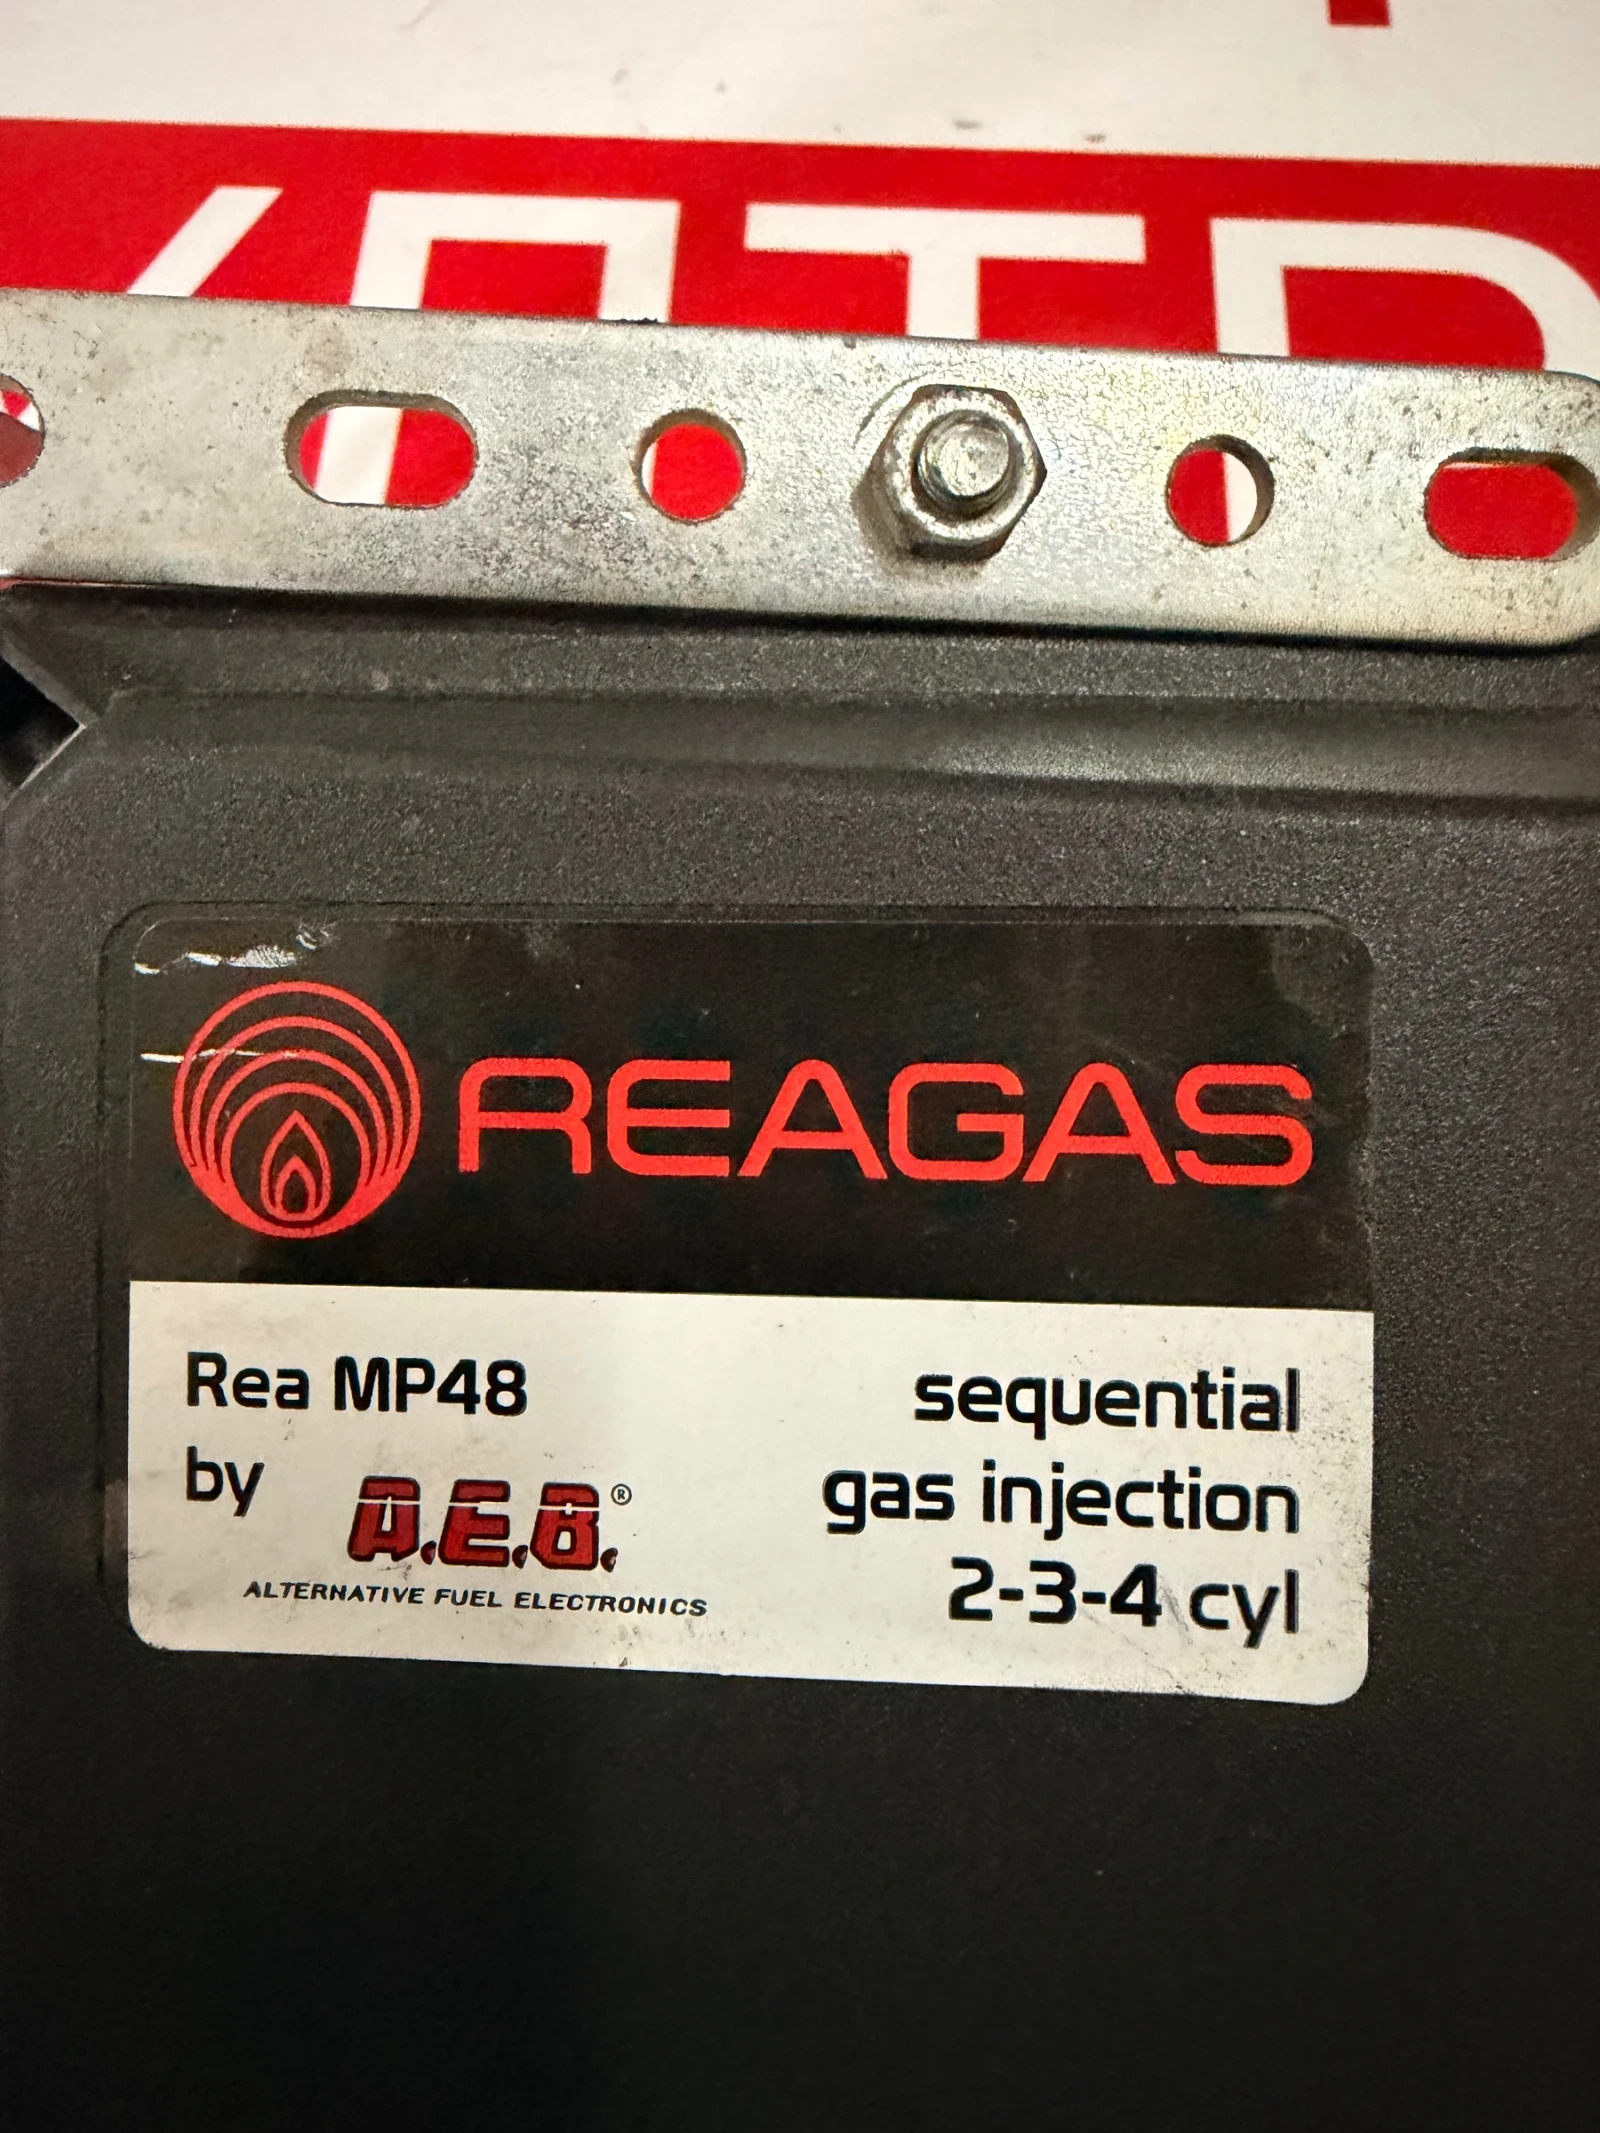 REAGAS
Rea MP48
by A.E.B.®
ALTERNATIVE FUEL ELECTRONICS
sequential
gas injection
2-3-4 cyl